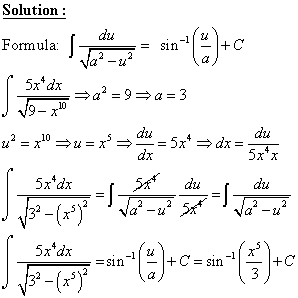 Solution :
Formula: ∫ du/√(a² − u²) = sin⁻¹(u/a) + C
∫ 5x⁴dx/√(9 − x¹⁰) ⇒ a² = 9 ⇒ a = 3
u² = x¹⁰ ⇒ u = x⁵ ⇒ du/dx = 5x⁴ ⇒ dx = du/5x⁴x
∫ 5x⁴dx/√(3² − (x⁵)²) = ∫ 5x⁴/√(a² − u²) du/5x⁴ = ∫ du/√(a² − u²)
∫ 5x⁴dx/√(3² − (x⁵)²) = sin⁻¹(u/a) + C = sin⁻¹(x⁵/3) + C